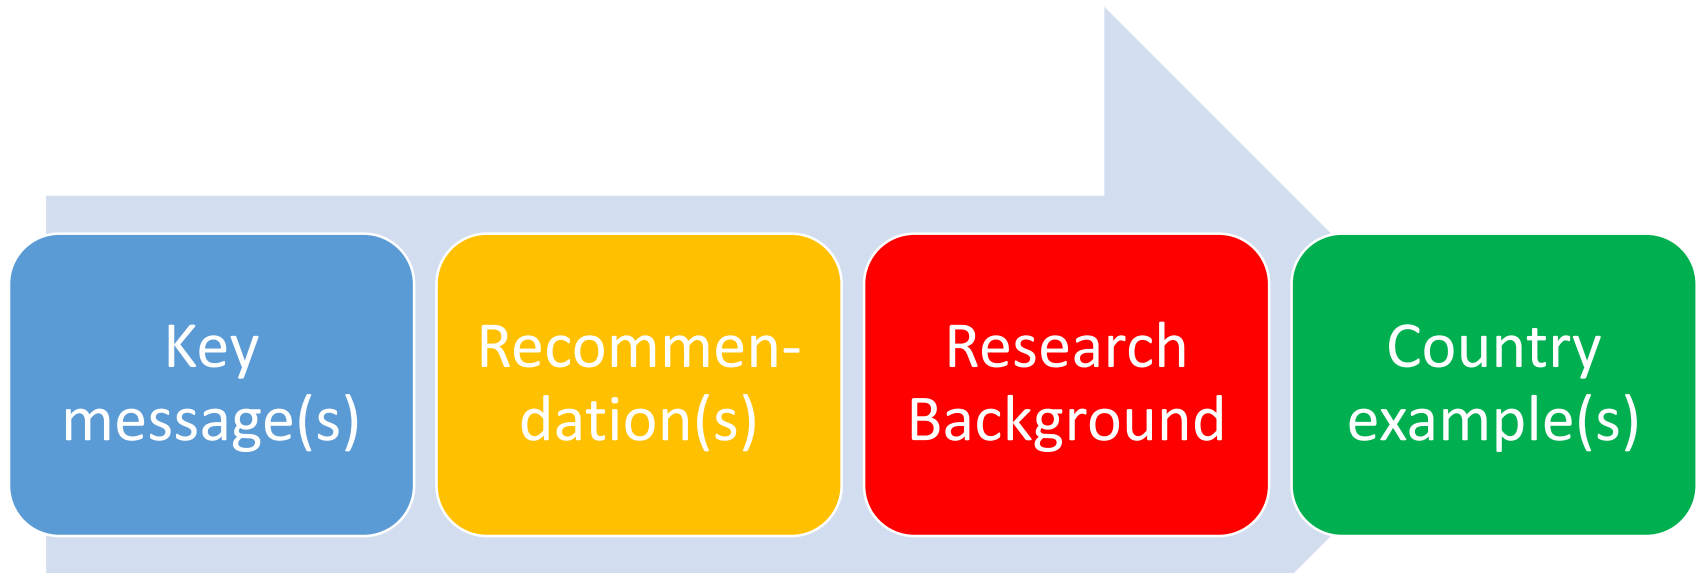 Key
message(s)
Recommen-
dation(s)
Research
Background
Country
example(s)